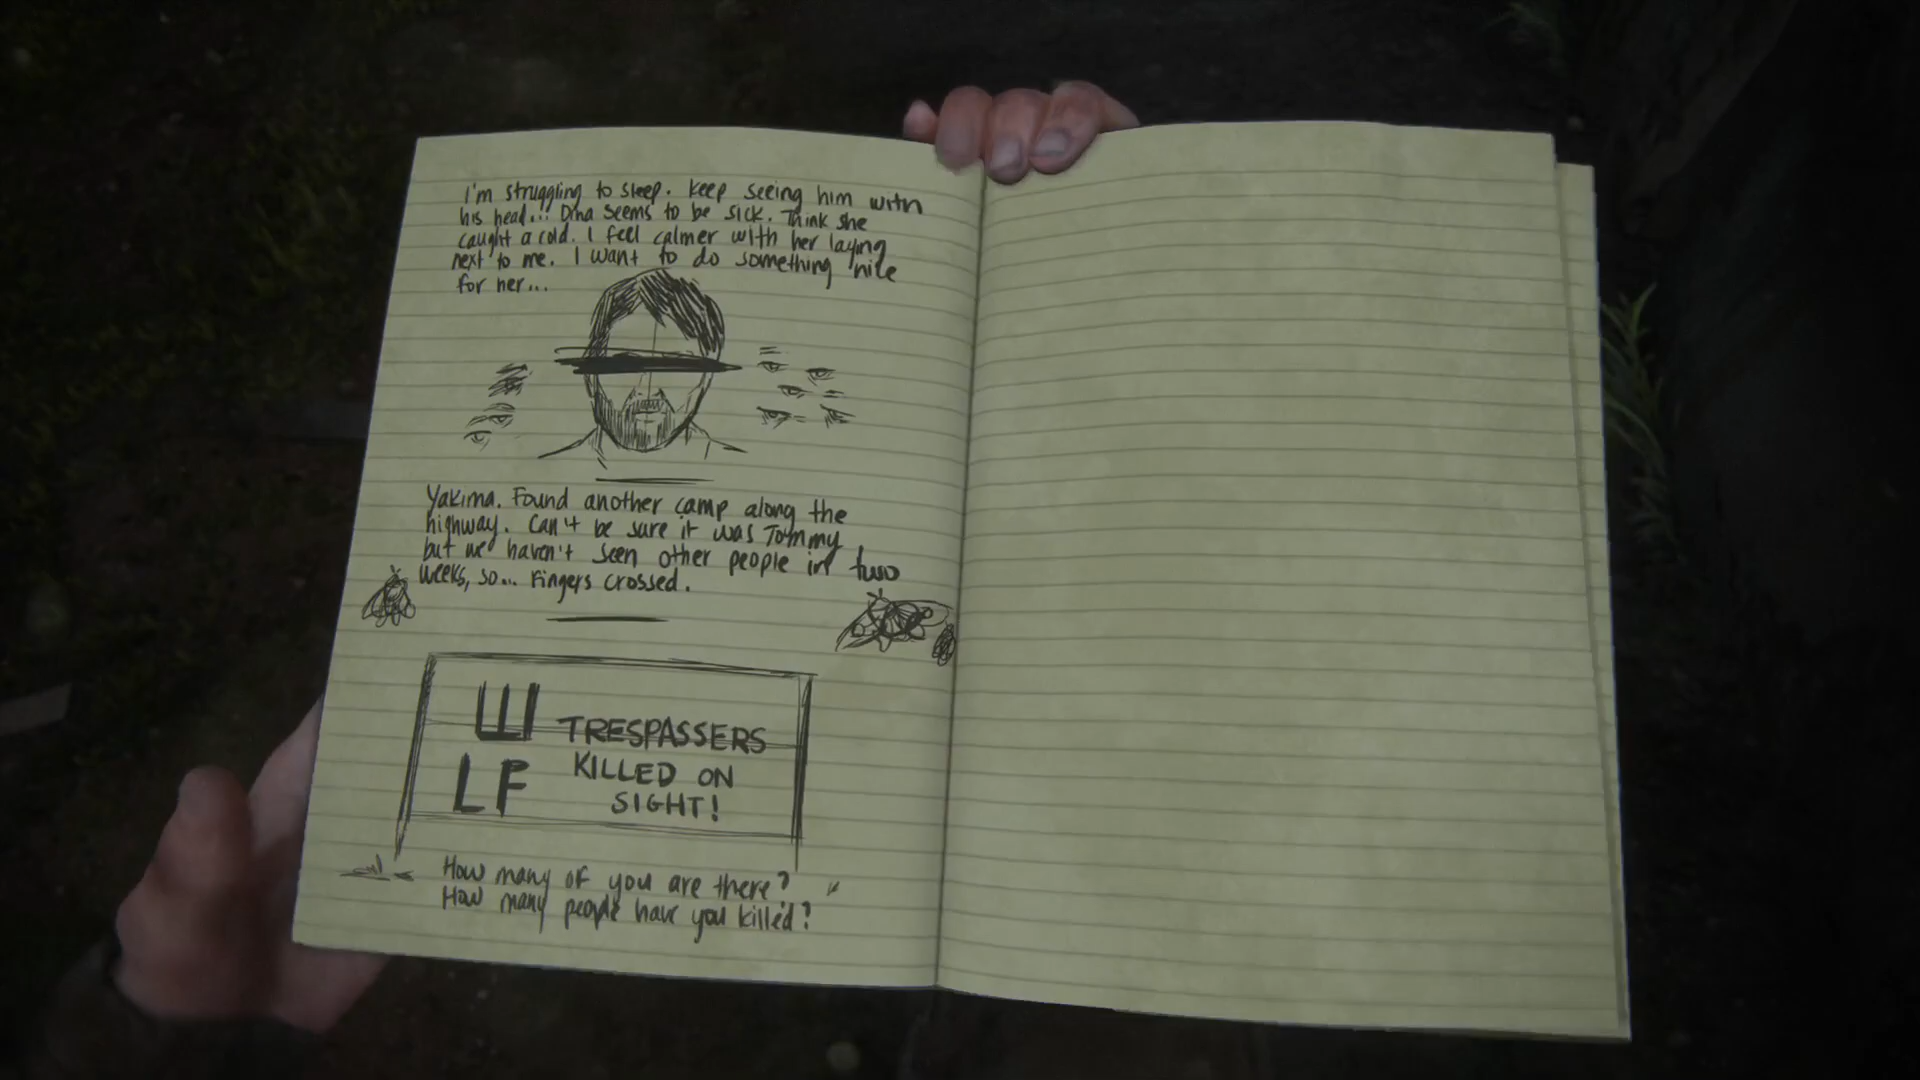 I'm struggling to sleep. Keep seeing him with
his head... Dina seems to be sick. Think she
caught a cold. I feel calmer with her laying
next to me. I want to do something nice
for her...
Yakima. Found another camp along the
highway. Can't be sure it was Tommy
but we haven't seen other people in two
weeks, so... Fingers crossed.
W TRESPASSERS
LF KILLED ON
SIGHT!
How many of you are there?
How many people have you killed?